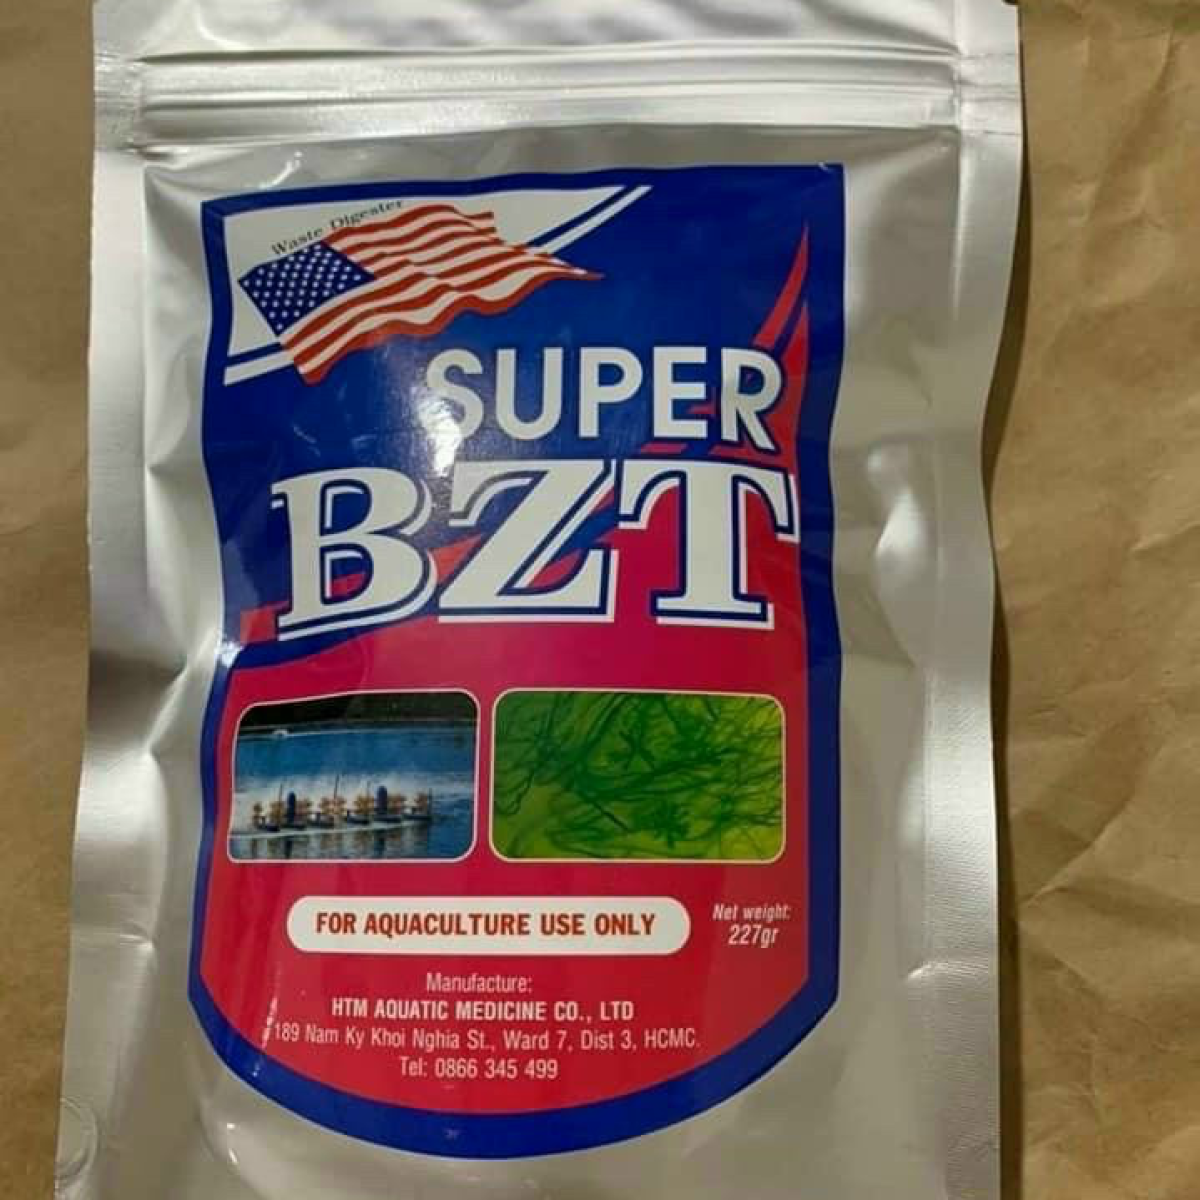 Waste Digester
SUPER
BZT
FOR AQUACULTURE USE ONLY
Net weight:
227gr
Manufacture:
HTM AQUATIC MEDICINE CO., LTD
189 Nam Ky Khoi Nghia St., Ward 7, Dist 3, HCMC.
Tel: 0866 345 499